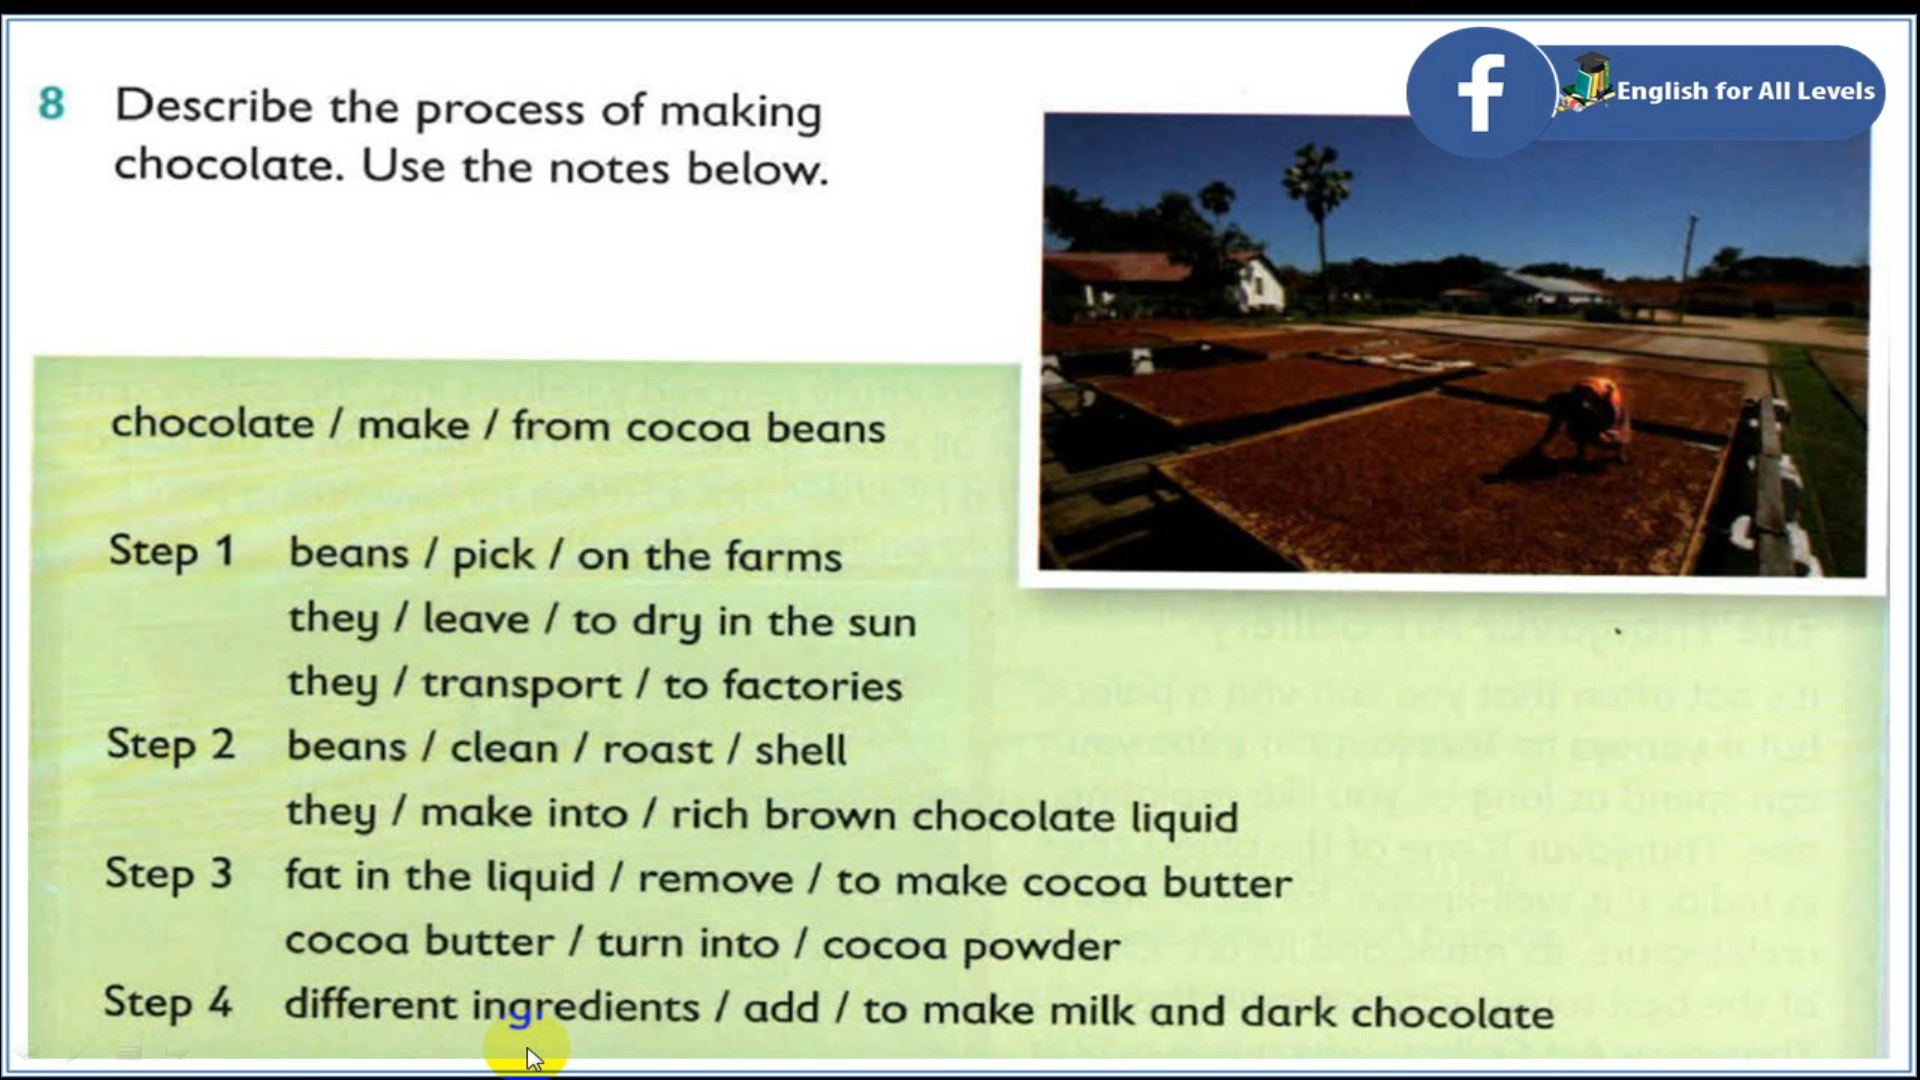 f English for All Levels
8 Describe the process of making
chocolate. Use the notes below.
chocolate / make / from cocoa beans
Step 1 beans / pick / on the farms
they / leave / to dry in the sun
they / transport / to factories
Step 2 beans / clean / roast / shell
they / make into / rich brown chocolate liquid
Step 3 fat in the liquid / remove / to make cocoa butter
cocoa butter / turn into / cocoa powder
Step 4 different ingredients / add / to make milk and dark chocolate